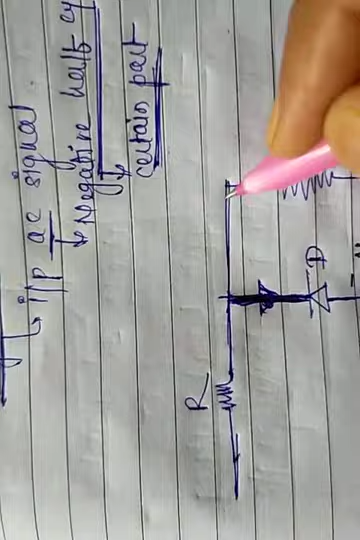 i/p ac signal
Negative half cy
certain part
R
D